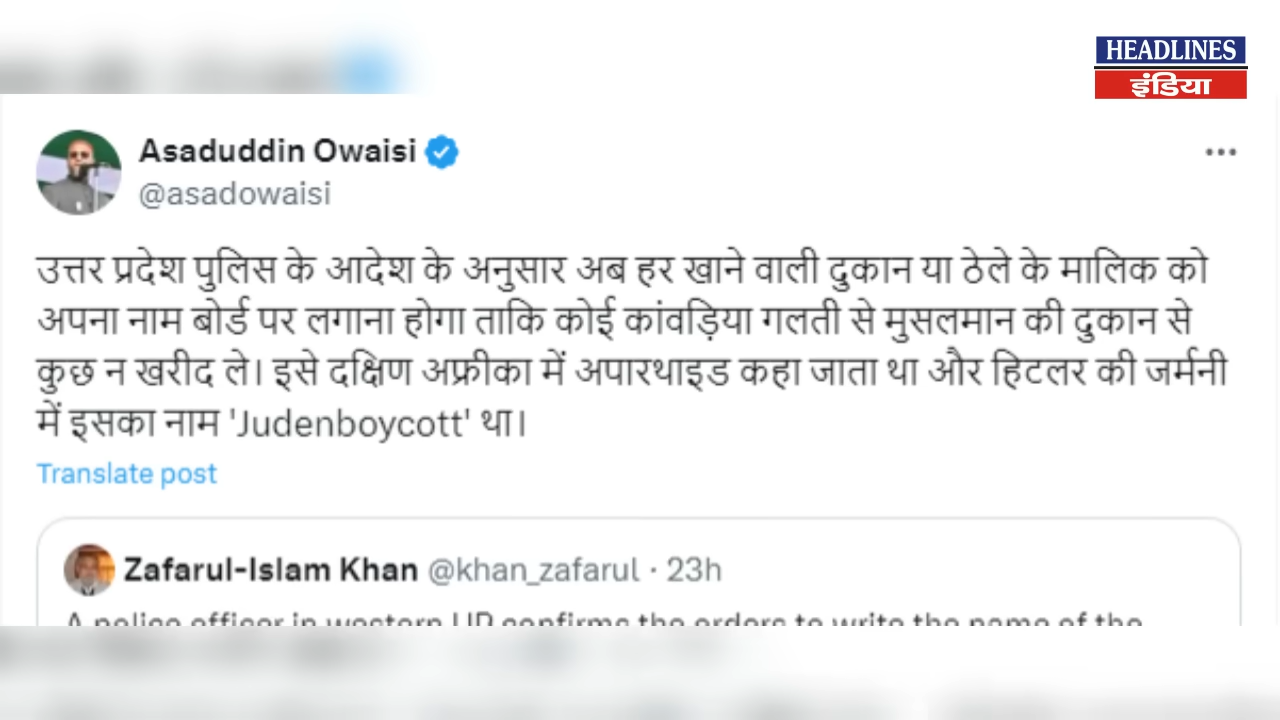 HEADLINES
इंडिया
Asaduddin Owaisi
@asadowaisi
उत्तर प्रदेश पुलिस के आदेश के अनुसार अब हर खाने वाली दुकान या ठेले के मालिक को
अपना नाम बोर्ड पर लगाना होगा ताकि कोई कांवड़िया गलती से मुसलमान की दुकान से
कुछ न खरीद ले। इसे दक्षिण अफ्रीका में अपारथाइड कहा जाता था और हिटलर की जर्मनी
में इसका नाम 'Judenboycott' था।
Translate post
Zafarul-Islam Khan @khan_zafarul · 23h
A police officer in western UP confirms the orders to write the name of the